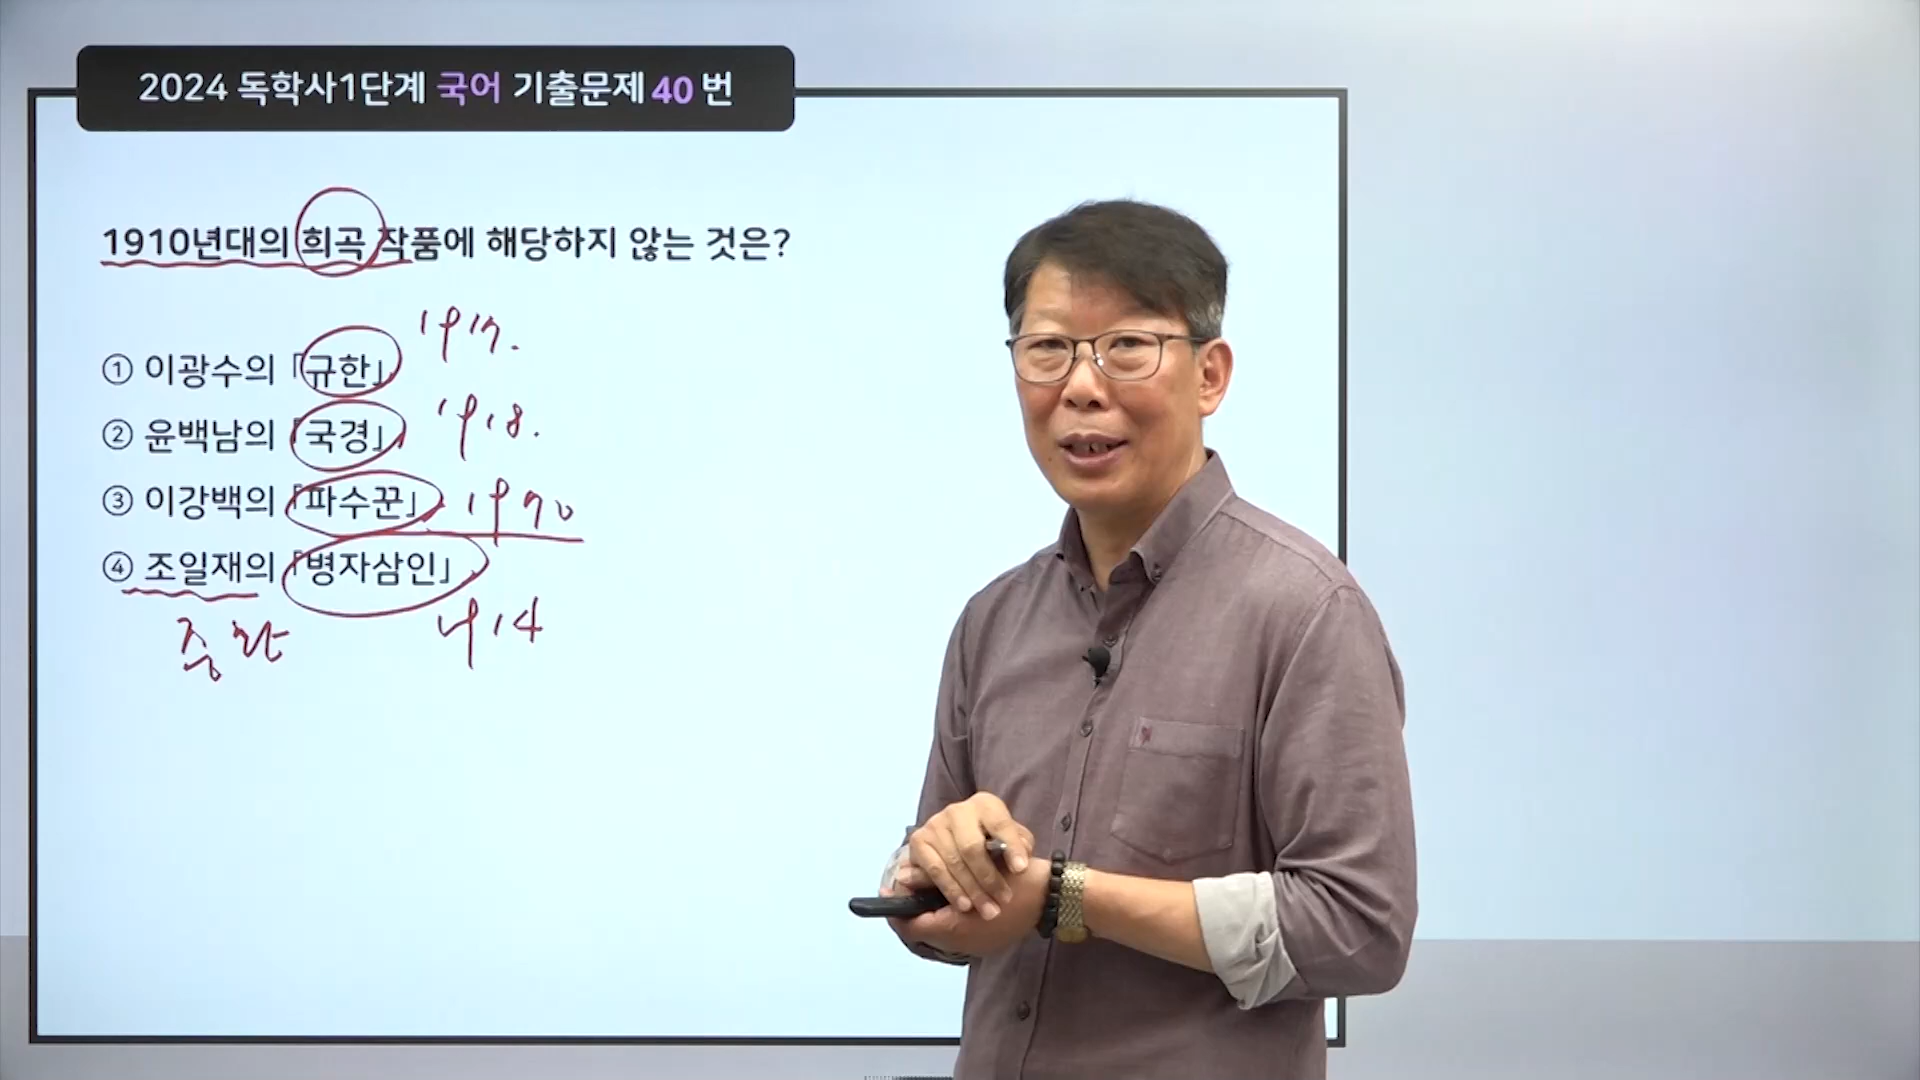 2024 독학사1단계 국어 기출문제 40 번
1910년대의 희곡 작품에 해당하지 않는 것은?
1917.
① 이광수의 「규한」
1918.
② 윤백남의 「국경」
③ 이강백의 「파수꾼」 1970
④ 조일재의 「병자삼인」
중환 1914